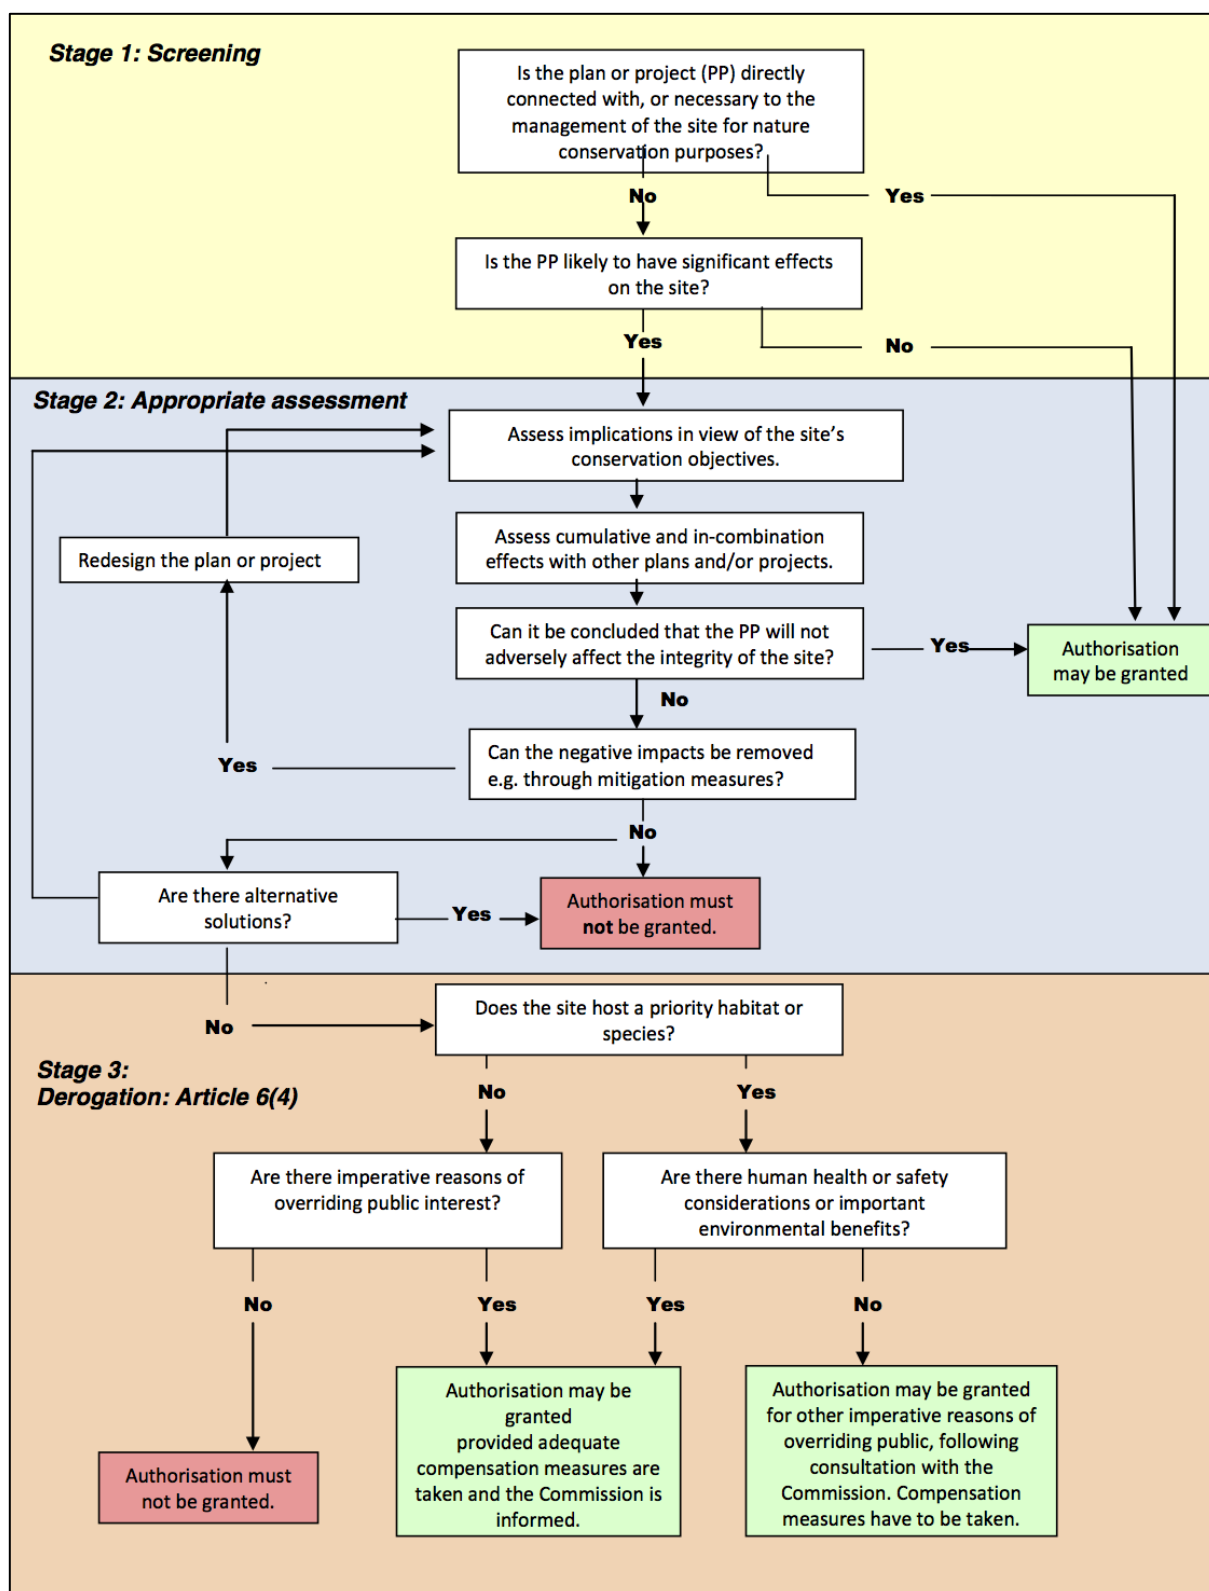 Stage 1: Screening
Is the plan or project (PP) directly
connected with, or necessary to the
management of the site for nature
conservation purposes?
No
Yes
Is the PP likely to have significant effects
on the site?
Yes
No
Stage 2: Appropriate assessment
Assess implications in view of the site’s
conservation objectives.
Redesign the plan or project
Assess cumulative and in-combination
effects with other plans and/or projects.
Can it be concluded that the PP will not
adversely affect the integrity of the site?
Yes
Authorisation
may be granted
No
Can the negative impacts be removed
e.g. through mitigation measures?
Yes
No
Are there alternative
solutions?
Yes
Authorisation must
not be granted.
No
Does the site host a priority habitat or
species?
Stage 3:
Derogation: Article 6(4)
No
Yes
Are there imperative reasons of
overriding public interest?
Are there human health or safety
considerations or important
environmental benefits?
No
Yes
Yes
No
Authorisation must
not be granted.
Authorisation may be
granted
provided adequate
compensation measures are
taken and the Commission is
informed.
Authorisation may be granted
for other imperative reasons of
overriding public, following
consultation with the
Commission. Compensation
measures have to be taken.